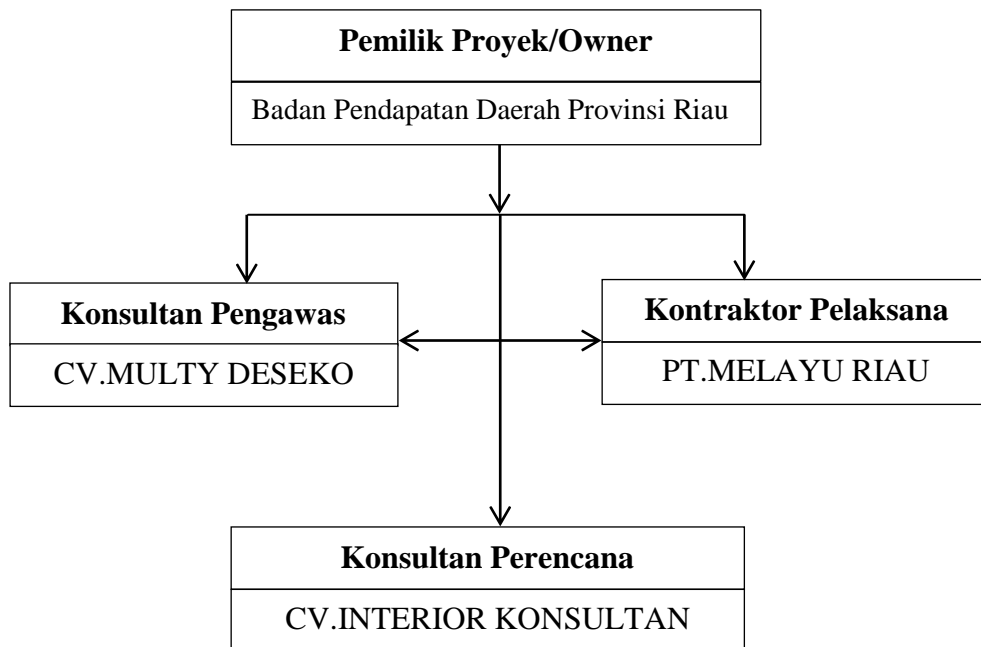 Pemilik Proyek/Owner
Badan Pendapatan Daerah Provinsi Riau
Konsultan Pengawas
CV.MULTY DESEKO
Kontraktor Pelaksana
PT.MELAYU RIAU
Konsultan Perencana
CV.INTERIOR KONSULTAN